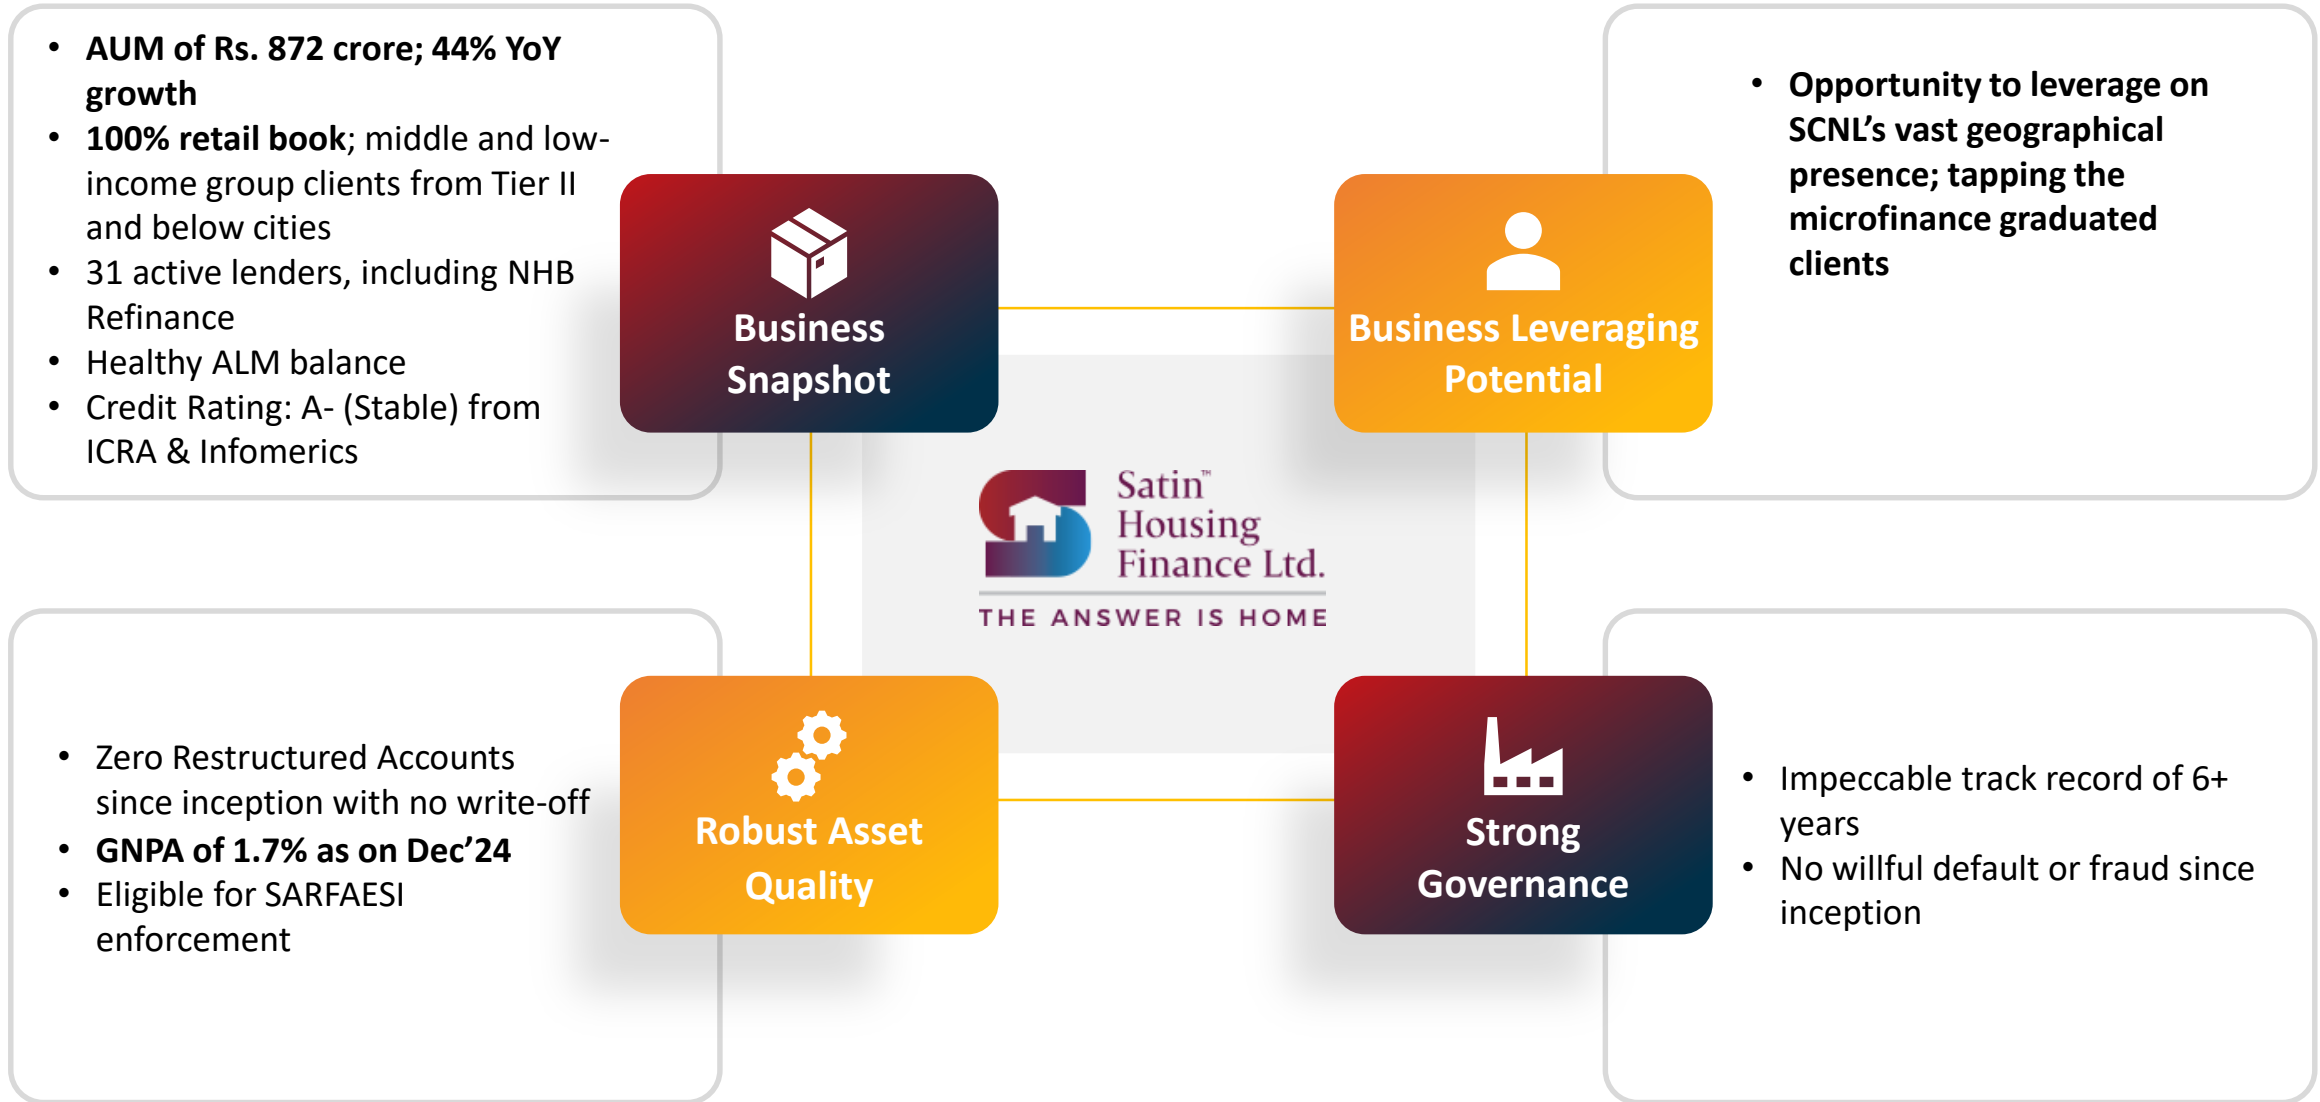 • AUM of Rs. 872 crore; 44% YoY
growth
• 100% retail book; middle and low-
income group clients from Tier II
and below cities
• 31 active lenders, including NHB
Refinance
• Healthy ALM balance
• Credit Rating: A- (Stable) from
ICRA & Infomerics
Business
Snapshot
Business Leveraging
Potential
• Opportunity to leverage on
SCNL’s vast geographical
presence; tapping the
microfinance graduated
clients
Satin™
Housing
Finance Ltd.
THE ANSWER IS HOME
• Zero Restructured Accounts
since inception with no write-off
• GNPA of 1.7% as on Dec’24
• Eligible for SARFAESI
enforcement
Robust Asset
Quality
Strong
Governance
• Impeccable track record of 6+
years
• No willful default or fraud since
inception